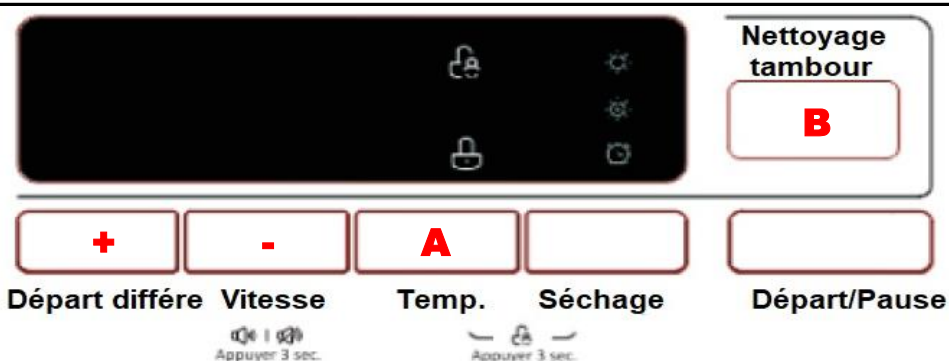 Nettoyage
tambour
B
+ - A
Départ différe Vitesse Temp. Séchage Départ/Pause
Appuyer 3 sec. Appuyer 3 sec.